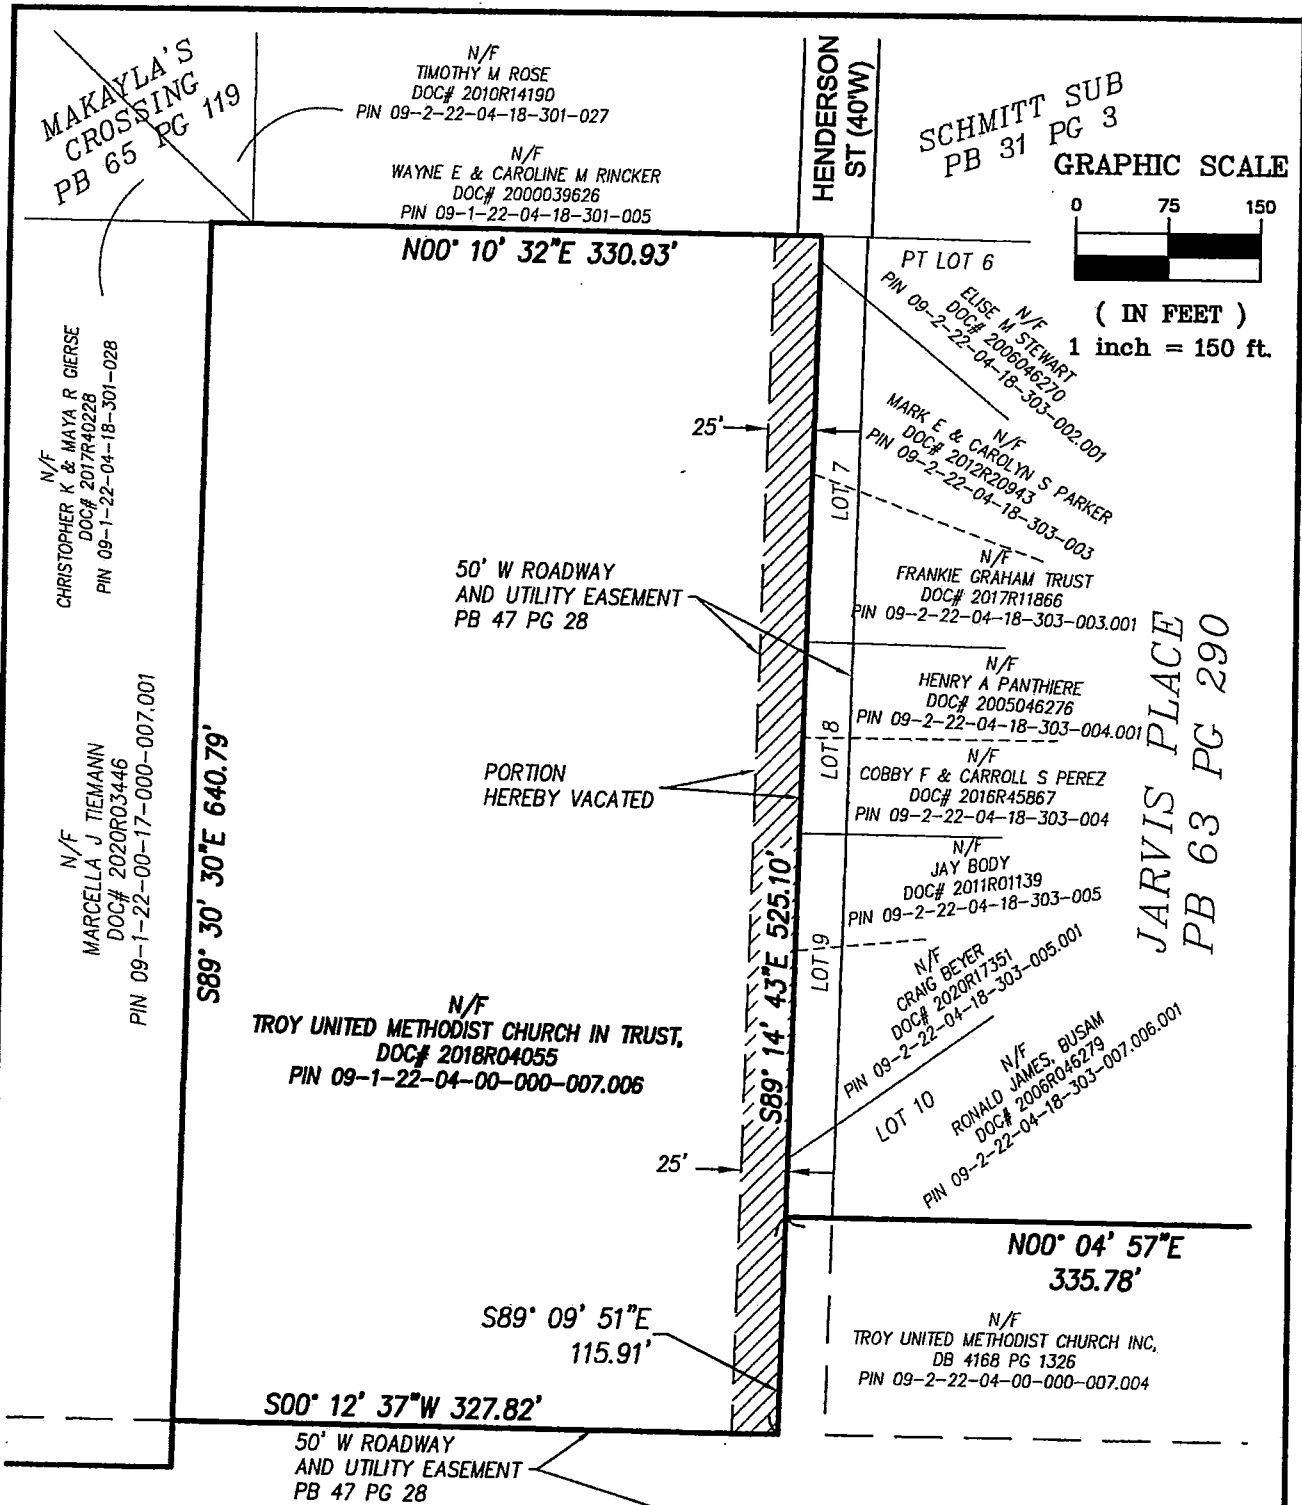 MAKAYLA'S
CROSSING
PB 65 PG 119
N/F
TIMOTHY M ROSE
DOC# 2010R14190
PIN 09-2-22-04-18-301-027
N/F
WAYNE E & CAROLINE M RINCKER
DOC# 2000039626
PIN 09-1-22-04-18-301-005
HENDERSON
ST (40'W)
SCHMITT SUB
PB 31 PG 3
GRAPHIC SCALE
0 75 150
( IN FEET )
1 inch = 150 ft.
N00° 10' 32"E 330.93'
PT LOT 6
N/F
ELISE M STEWART
DOC# 2006046270
PIN 09-2-22-04-18-303-002.001
N/F
CHRISTOPHER K & MAYA R GIERSE
DOC# 2017R40228
PIN 09-1-22-04-18-301-028
25'
N/F
MARK E & CAROLYN S PARKER
DOC# 2012R20943
PIN 09-2-22-04-18-303-003
LOT 7
50' W ROADWAY
AND UTILITY EASEMENT
PB 47 PG 28
N/F
FRANKIE GRAHAM TRUST
DOC# 2017R11866
PIN 09-2-22-04-18-303-003.001
N/F
HENRY A PANTHIERE
DOC# 2005046276
PIN 09-2-22-04-18-303-004.001
LOT 8
JARVIS PLACE
PB 63 PG 290
N/F
MARCELLA J TIEMANN
DOC# 2020R03446
PIN 09-1-22-00-17-000-007.001
S89° 30' 30"E 640.79'
PORTION
HEREBY VACATED
N/F
COBBY F & CARROLL S PEREZ
DOC# 2016R45867
PIN 09-2-22-04-18-303-004
N/F
JAY BODY
DOC# 2011R01139
PIN 09-2-22-04-18-303-005
S89° 14' 43"E 525.10'
LOT 9
N/F
CRAIG BEYER
DOC# 2020R17351
PIN 09-2-22-04-18-303-005.001
N/F
TROY UNITED METHODIST CHURCH IN TRUST,
DOC# 2018R04055
PIN 09-1-22-04-00-000-007.006
LOT 10
N/F
RONALD JAMES, BUSAM
DOC# 2006R046279
PIN 09-2-22-04-18-303-007.006.001
25'
N00° 04' 57"E
335.78'
S89° 09' 51"E
115.91'
N/F
TROY UNITED METHODIST CHURCH INC,
DB 4168 PG 1326
PIN 09-2-22-04-00-000-007.004
S00° 12' 37"W 327.82'
50' W ROADWAY
AND UTILITY EASEMENT
PB 47 PG 28